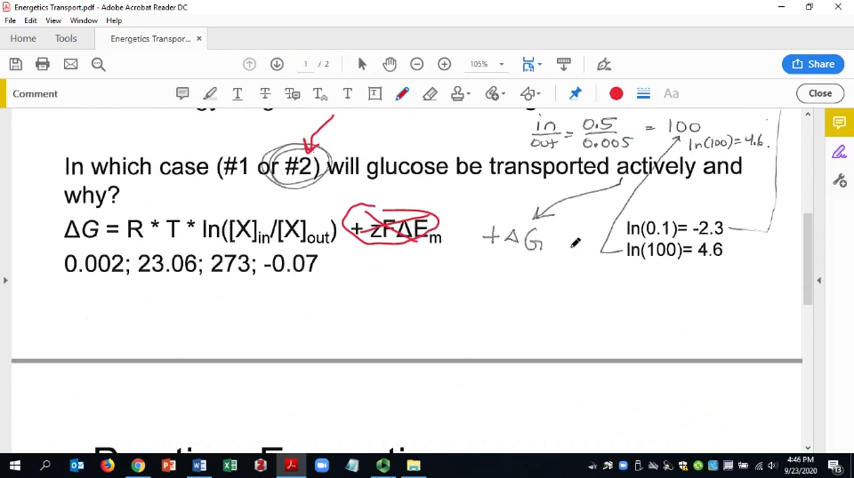 Energetics Transport.pdf - Adobe Acrobat Reader DC
File Edit View Window Help
Home Tools Energetics Transpor... ×
1 / 2 105% Share
Comment Aa Close
in/out = 0.5/0.005 = 100
ln(100)=4.6.
In which case (#1 or #2) will glucose be transported actively and
why?
ΔG = R * T * ln([X]in/[X]out) + zFΔEm
+ΔG
ln(0.1)= -2.3
ln(100)= 4.6
0.002; 23.06; 273; -0.07
4:46 PM
9/23/2020
13